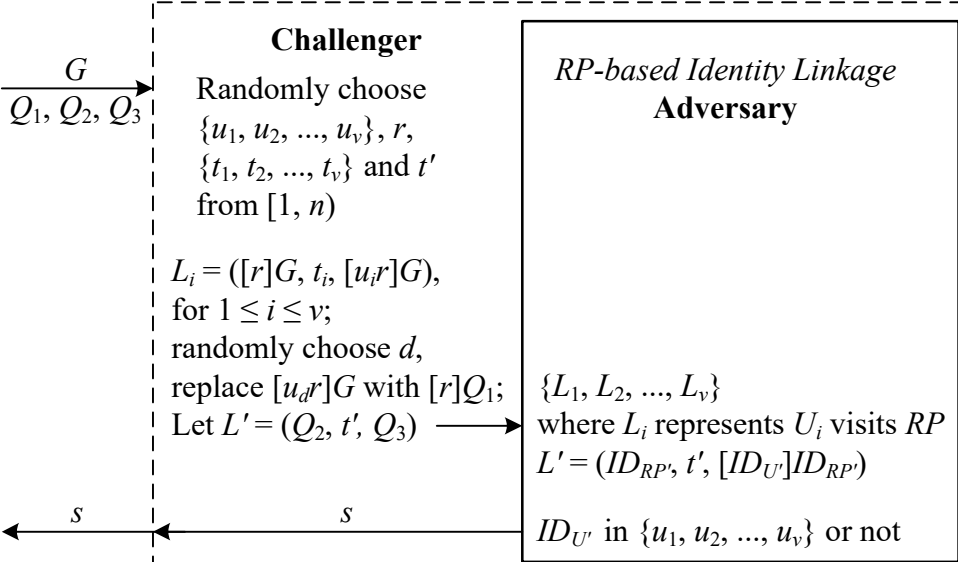 G
Q1, Q2, Q3
Challenger
Randomly choose
{u1, u2, ..., uv}, r,
{t1, t2, ..., tv} and t′
from [1, n)
Li = ([r]G, ti, [uir]G),
for 1 ≤ i ≤ v;
randomly choose d,
replace [udr]G with [r]Q1;
Let L′ = (Q2, t′, Q3)
RP-based Identity Linkage
Adversary
{L1, L2, ..., Lv}
where Li represents Ui visits RP
L′ = (IDRP′, t′, [IDU′]IDRP′)
s
s
IDU′ in {u1, u2, ..., uv} or not